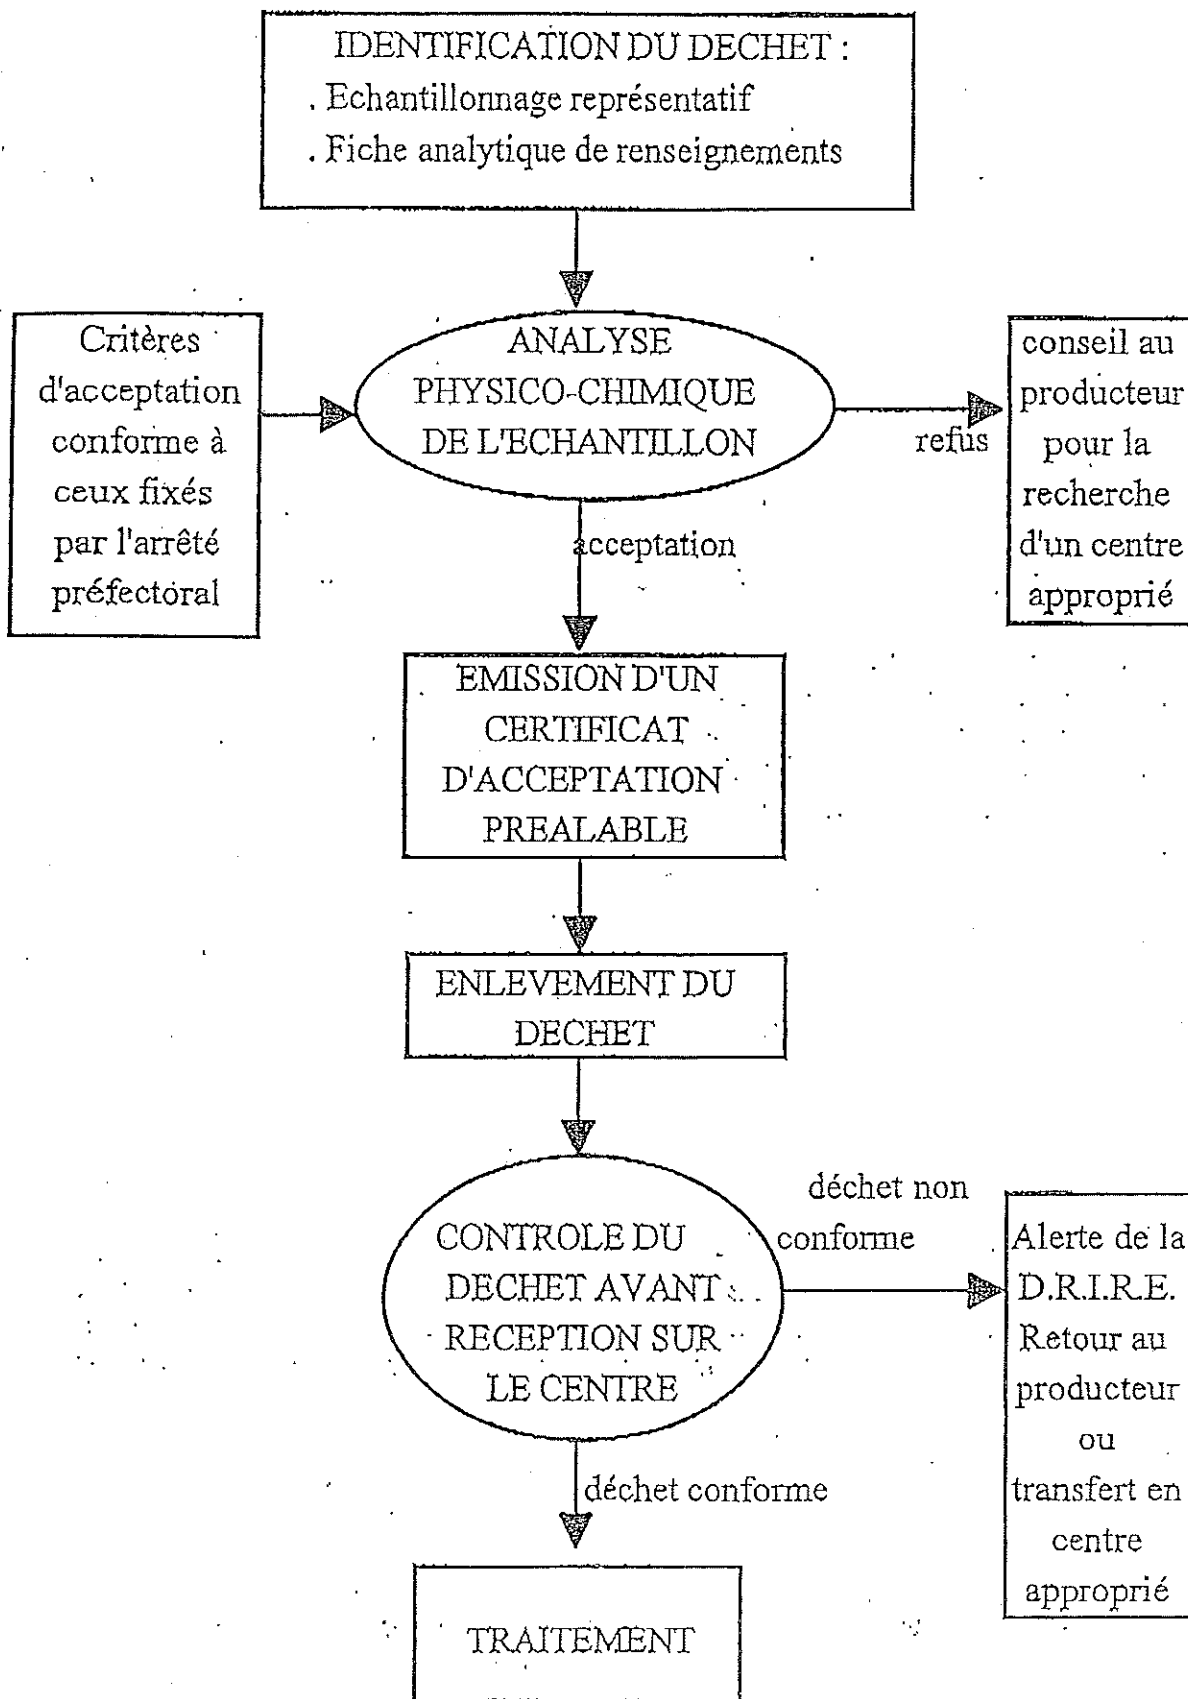 IDENTIFICATION DU DECHET :
. Echantillonnage représentatif
. Fiche analytique de renseignements
Critères
d'acceptation
conforme à
ceux fixés
par l'arrêté
préfectoral
ANALYSE
PHYSICO-CHIMIQUE
DE L'ECHANTILLON
refus
conseil au
producteur
pour la
recherche
d'un centre
approprié
acceptation
EMISSION D'UN
CERTIFICAT
D'ACCEPTATION
PREALABLE
ENLEVEMENT DU
DECHET
CONTROLE DU
DECHET AVANT
RECEPTION SUR
LE CENTRE
déchet non
conforme
Alerte de la
D.R.I.R.E.
Retour au
producteur
ou
transfert en
centre
approprié
déchet conforme
TRAITEMENT